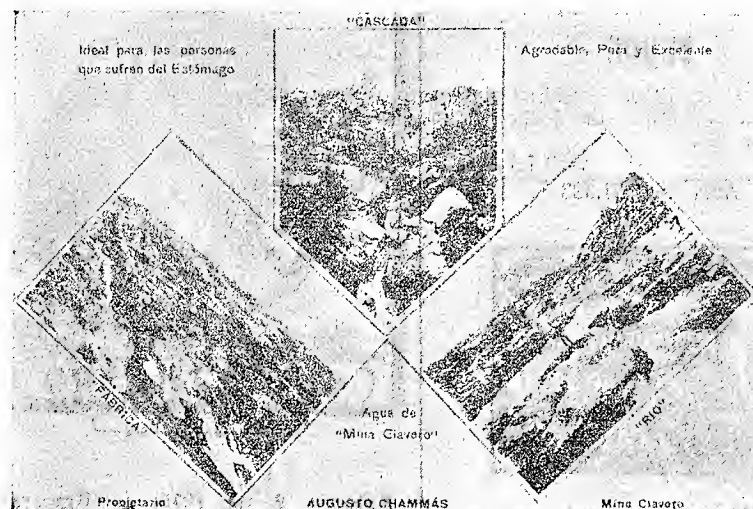 "CASCADA"
Ideal para las personas
que sufren del Estómago
Agradable, Pura y Excelente
"FABRICA"
"RIO"
Agua de
"Mina Clavero"
Propietario
AUGUSTO CHAMMÁS
Mina Clavero